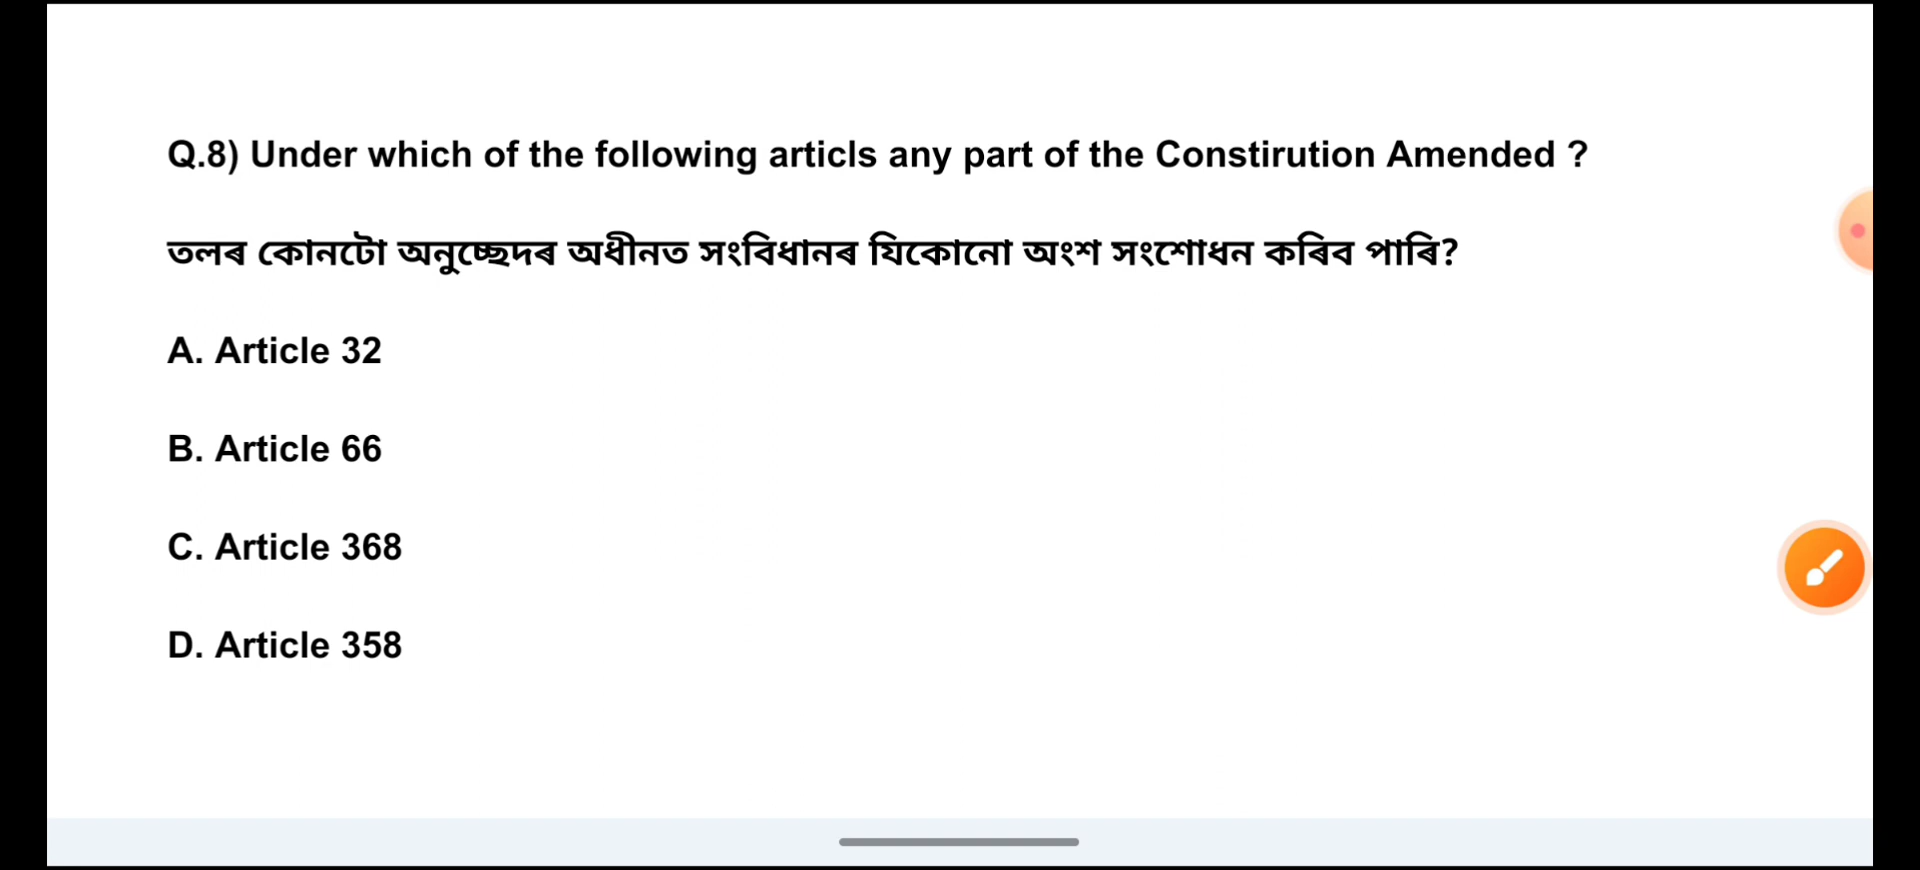 Q.8) Under which of the following articls any part of the Constirution Amended ?
তলৰ কোনটো অনুচ্ছেদৰ অধীনত সংবিধানৰ যিকোনো অংশ সংশোধন কৰিব পাৰি?
A. Article 32
B. Article 66
C. Article 368
D. Article 358